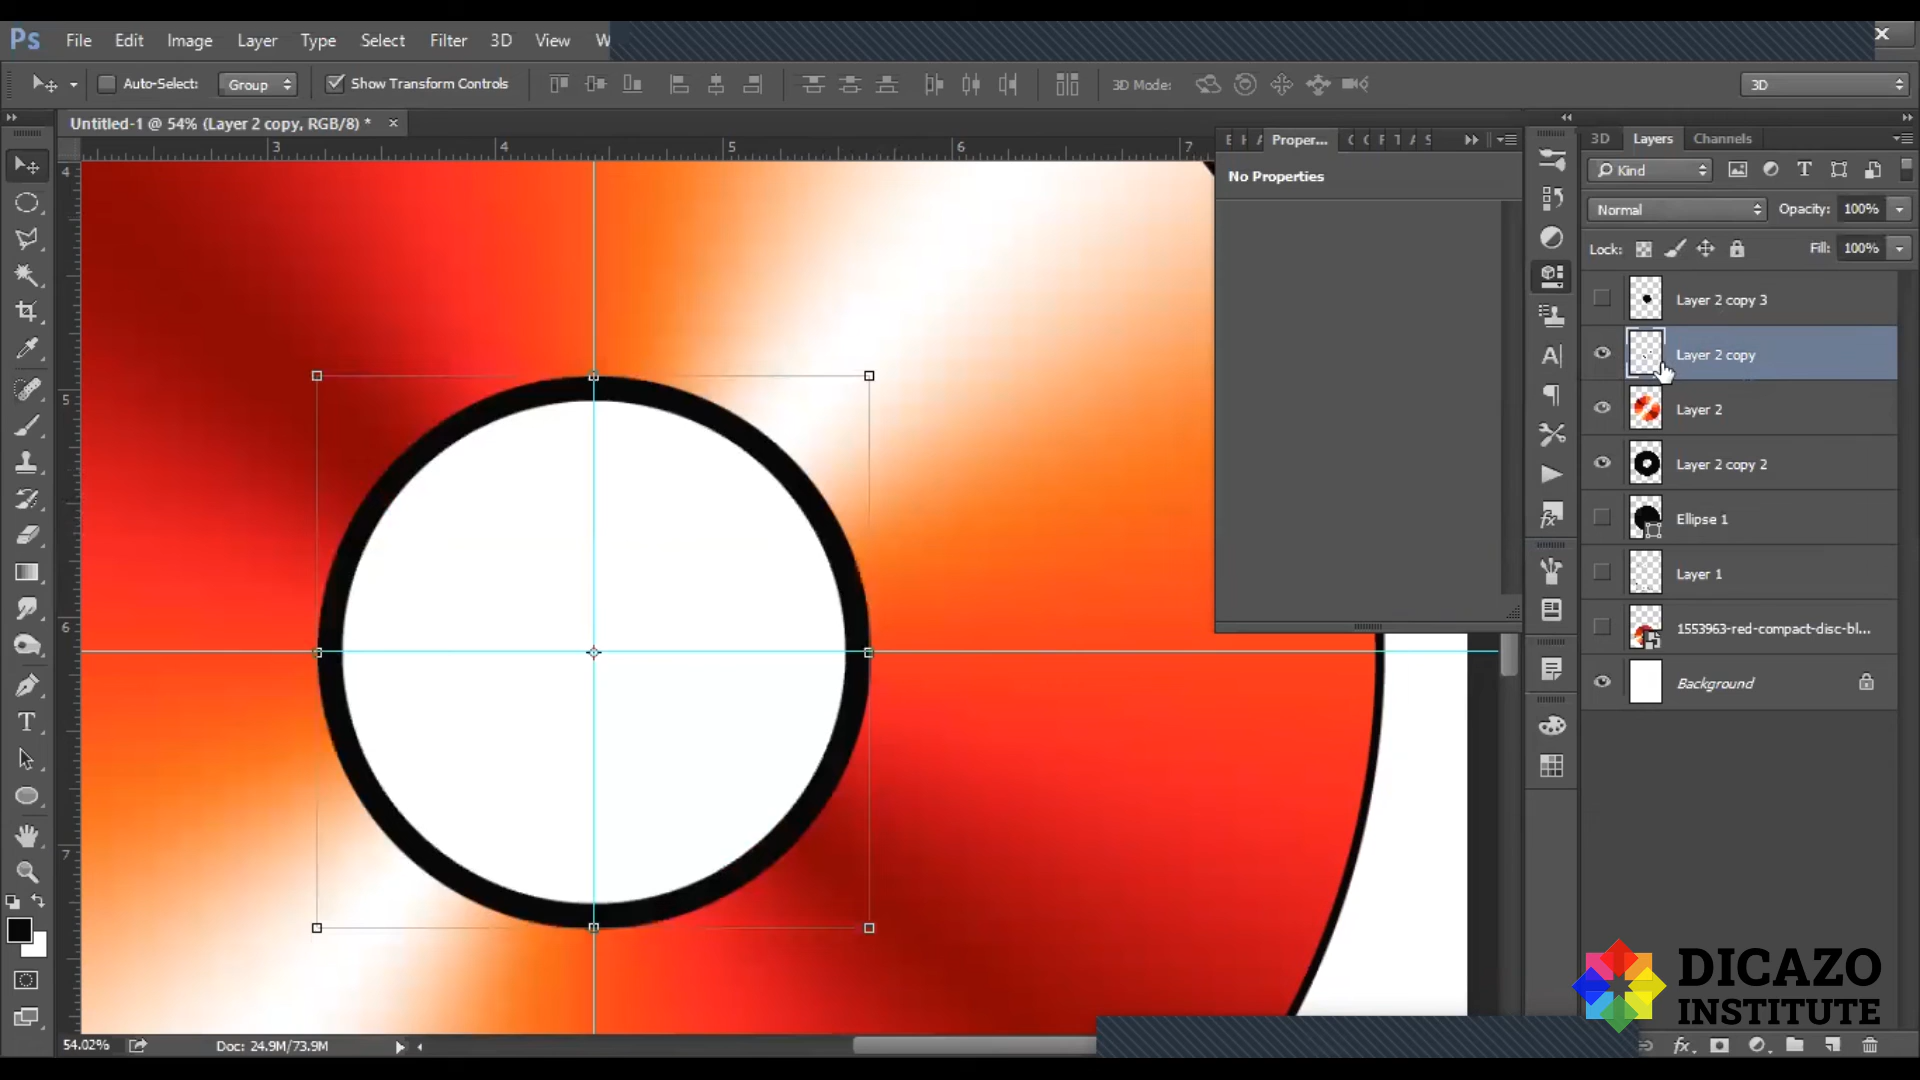 Ps File Edit Image Layer Type Select Filter 3D View W
Auto-Select: Group Show Transform Controls 3D Mode: 3D
Untitled-1 @ 54% (Layer 2 copy, RGB/8) *
3 4 5 6 7
4
5
6
7
Proper...
No Properties
3D Layers Channels
Kind
Normal Opacity: 100%
Lock: Fill: 100%
Layer 2 copy 3
Layer 2 copy
Layer 2
Layer 2 copy 2
Ellipse 1
Layer 1
1553963-red-compact-disc-bl...
Background
DICAZO
INSTITUTE
54.02% Doc: 24.9M/73.9M